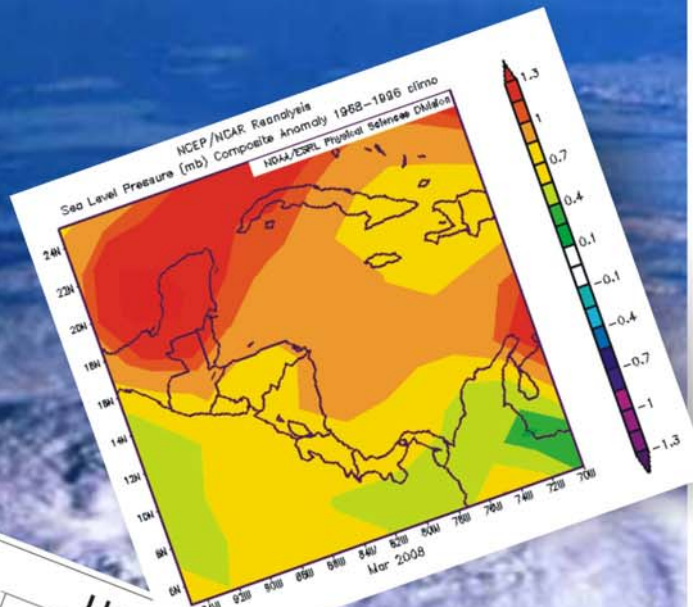 NCEP/NCAR Reanalysis
Sea Level Pressure (mb) Composite Anomaly 1968-1996 climo
NOAA/ESRL Physical Sciences Division
1.3
1
0.7
0.4
0.1
-0.1
-0.4
-0.7
-1
-1.3
24N
22N
20N
18N
16N
14N
12N
10N
8N
6N
92W 90W 88W 86W 84W 82W 80W 78W 76W 74W 72W 70W
Mar 2008